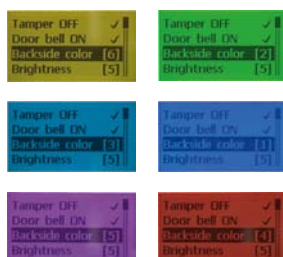 Tamper OFF ✓
Door bell ON ✓
Backside color [6]
Brightness [5]
Tamper OFF ✓
Door bell ON ✓
Backside color [2]
Brightness [5]
Tamper OFF ✓
Door bell ON ✓
Backside color [3]
Brightness [5]
Tamper OFF ✓
Door bell ON ✓
Backside color [1]
Brightness [5]
Tamper OFF ✓
Door bell ON ✓
Backside color [5]
Brightness [5]
Tamper OFF ✓
Door bell ON ✓
Backside color [4]
Brightness [5]